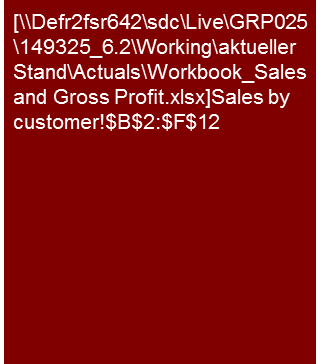 [\\Defr2fsr642\sdc\Live\GRP025
\149325_6.2\Working\aktueller
Stand\Actuals\Workbook_Sales
and Gross Profit.xlsx]Sales by
customer!$B$2:$F$12